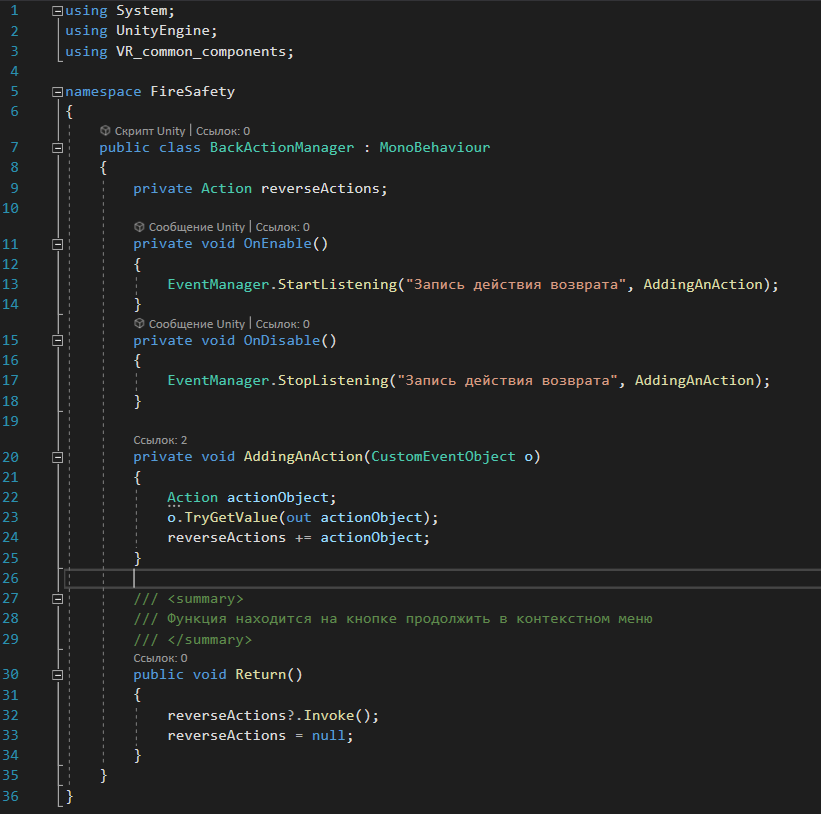 1 using System;
2 using UnityEngine;
3 using VR_common_components;
4
5 namespace FireSafety
6 {
Скрипт Unity | Ссылок: 0
7 public class BackActionManager : MonoBehaviour
8 {
9 private Action reverseActions;
10
Сообщение Unity | Ссылок: 0
11 private void OnEnable()
12 {
13 EventManager.StartListening("Запись действия возврата", AddingAnAction);
14 }
Сообщение Unity | Ссылок: 0
15 private void OnDisable()
16 {
17 EventManager.StopListening("Запись действия возврата", AddingAnAction);
18 }
19
Ссылок: 2
20 private void AddingAnAction(CustomEventObject o)
21 {
22 Action actionObject;
23 o.TryGetValue(out actionObject);
24 reverseActions += actionObject;
25 }
26
27 /// <summary>
28 /// Функция находится на кнопке продолжить в контекстном меню
29 /// </summary>
Ссылок: 0
30 public void Return()
31 {
32 reverseActions?.Invoke();
33 reverseActions = null;
34 }
35 }
36 }